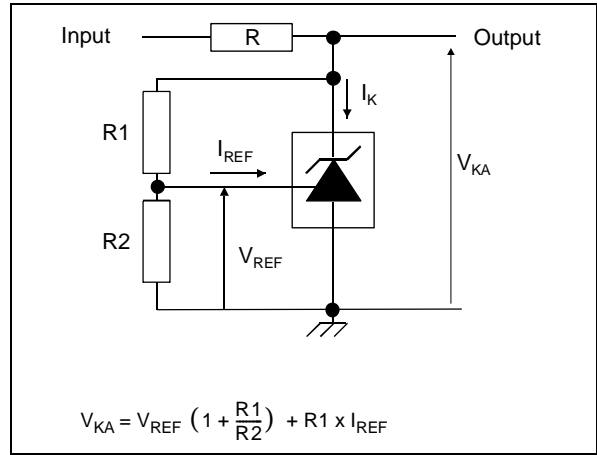 Input R Output
I_K
R1 I_REF
V_KA
R2 V_REF
V_KA = V_REF (1 + R1/R2) + R1 x I_REF